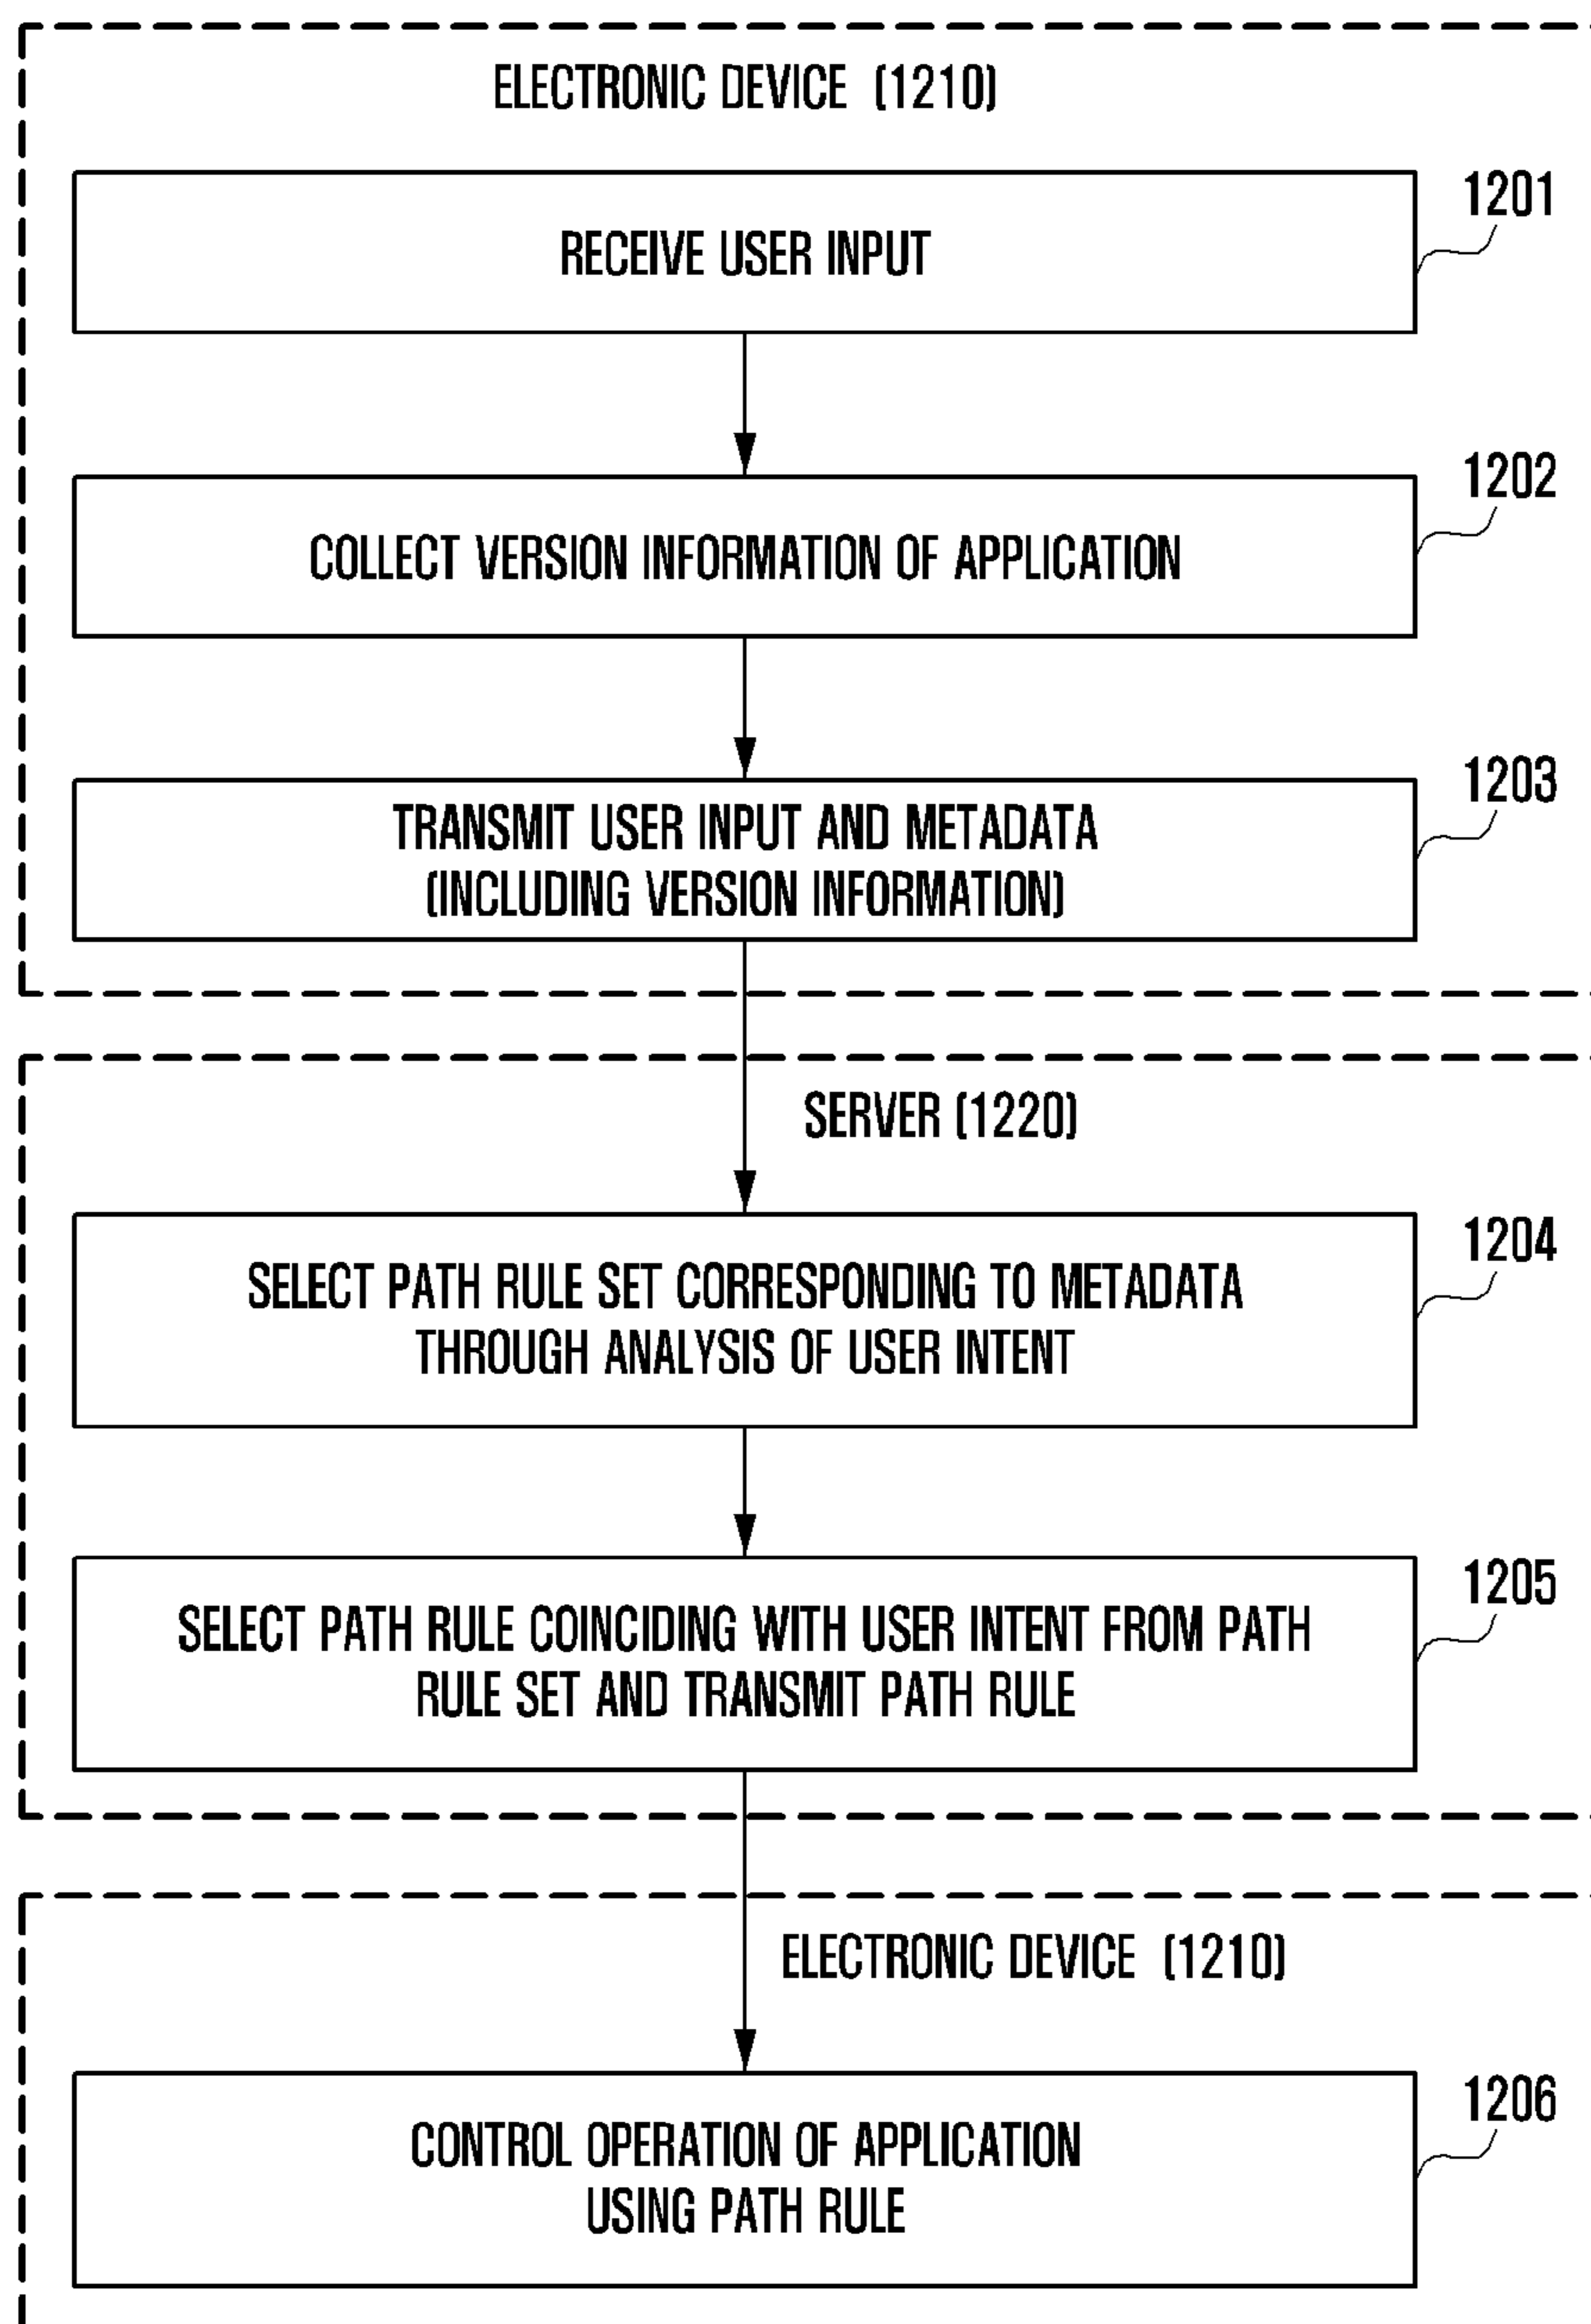 ELECTRONIC DEVICE (1210)
1201
RECEIVE USER INPUT
1202
COLLECT VERSION INFORMATION OF APPLICATION
1203
TRANSMIT USER INPUT AND METADATA
(INCLUDING VERSION INFORMATION)
SERVER (1220)
1204
SELECT PATH RULE SET CORRESPONDING TO METADATA
THROUGH ANALYSIS OF USER INTENT
1205
SELECT PATH RULE COINCIDING WITH USER INTENT FROM PATH
RULE SET AND TRANSMIT PATH RULE
ELECTRONIC DEVICE (1210)
1206
CONTROL OPERATION OF APPLICATION
USING PATH RULE